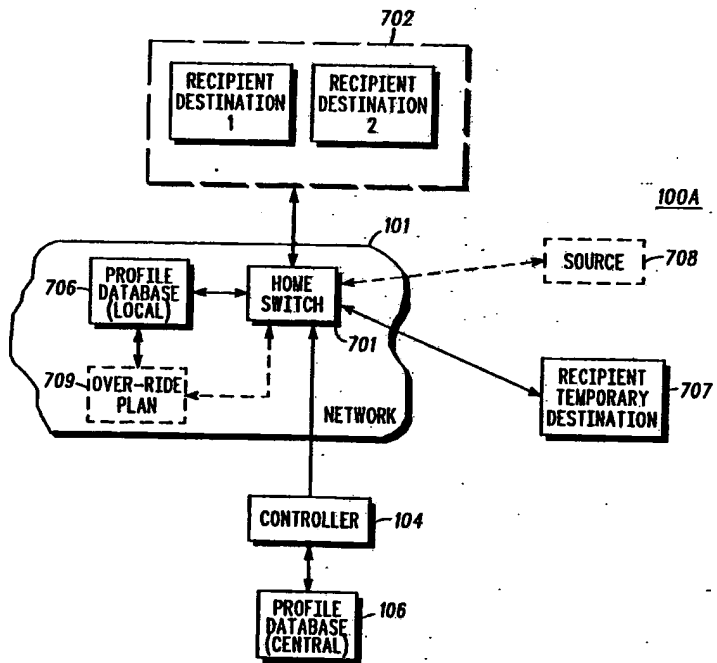 702
RECIPIENT
DESTINATION
1
RECIPIENT
DESTINATION
2
100A
101
SOURCE
708
706
PROFILE
DATABASE
(LOCAL)
HOME
SWITCH
701
709
OVER-RIDE
PLAN
NETWORK
RECIPIENT
TEMPORARY
DESTINATION
707
CONTROLLER
104
PROFILE
DATABASE
(CENTRAL)
106